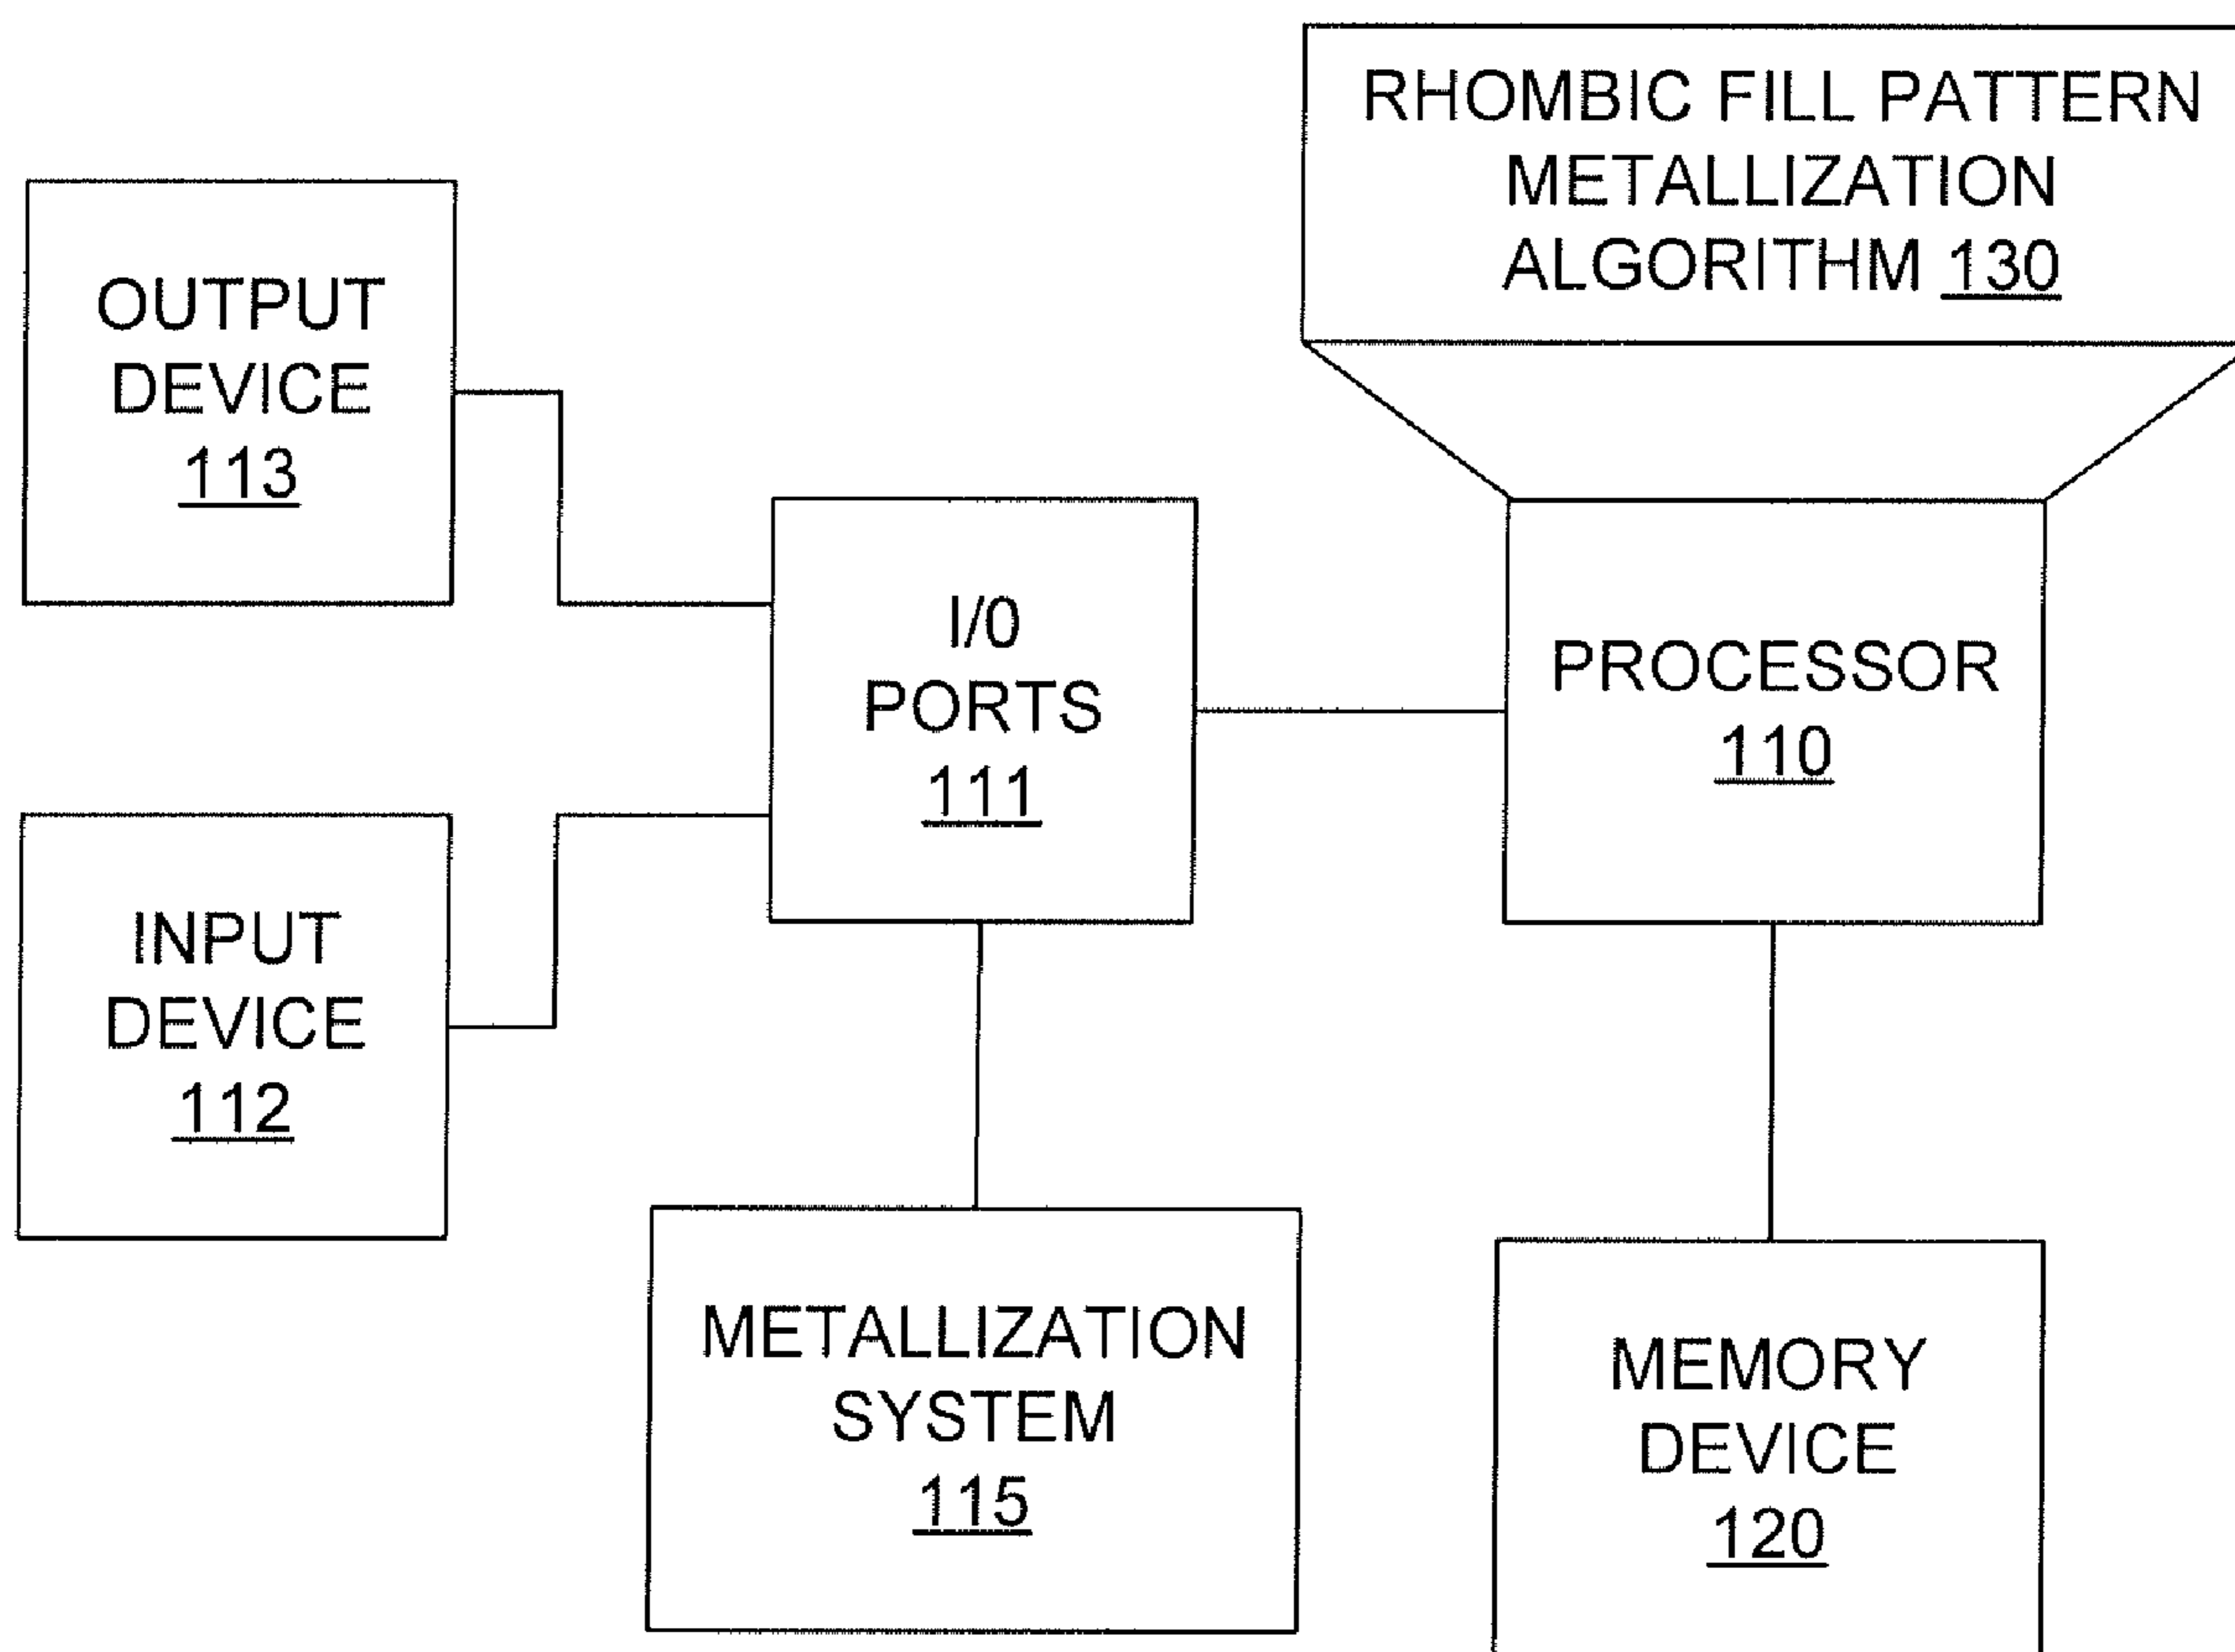 RHOMBIC FILL PATTERN
METALLIZATION
ALGORITHM 130
OUTPUT
DEVICE
113
I/0
PORTS
111
PROCESSOR
110
INPUT
DEVICE
112
METALLIZATION
SYSTEM
115
MEMORY
DEVICE
120